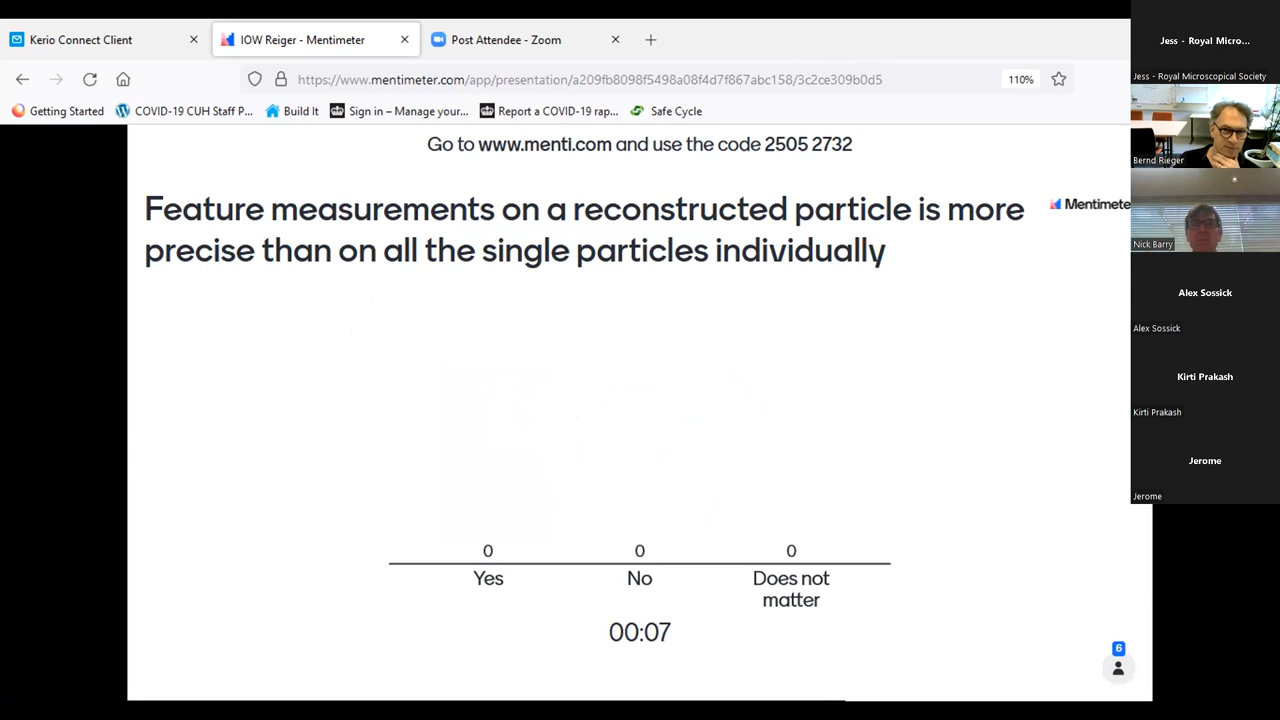 Kerio Connect Client
IOW Reiger - Mentimeter
Post Attendee - Zoom
https://www.mentimeter.com/app/presentation/a209fb8098f5498a08f4d7f867abc158/3c2ce309b0d5
110%
Getting Started
COVID-19 CUH Staff P...
Build It
Sign in – Manage your...
Report a COVID-19 rap...
Safe Cycle
Go to www.menti.com and use the code 2505 2732
Feature measurements on a reconstructed particle is more
precise than on all the single particles individually
Mentimeter
0
0
0
Yes
No
Does not
matter
00:07
6
Jess - Royal Micro...
Jess - Royal Microscopical Society
Bernd Rieger
Nick Barry
Alex Sossick
Alex Sossick
Kirti Prakash
Kirti Prakash
Jerome
Jerome